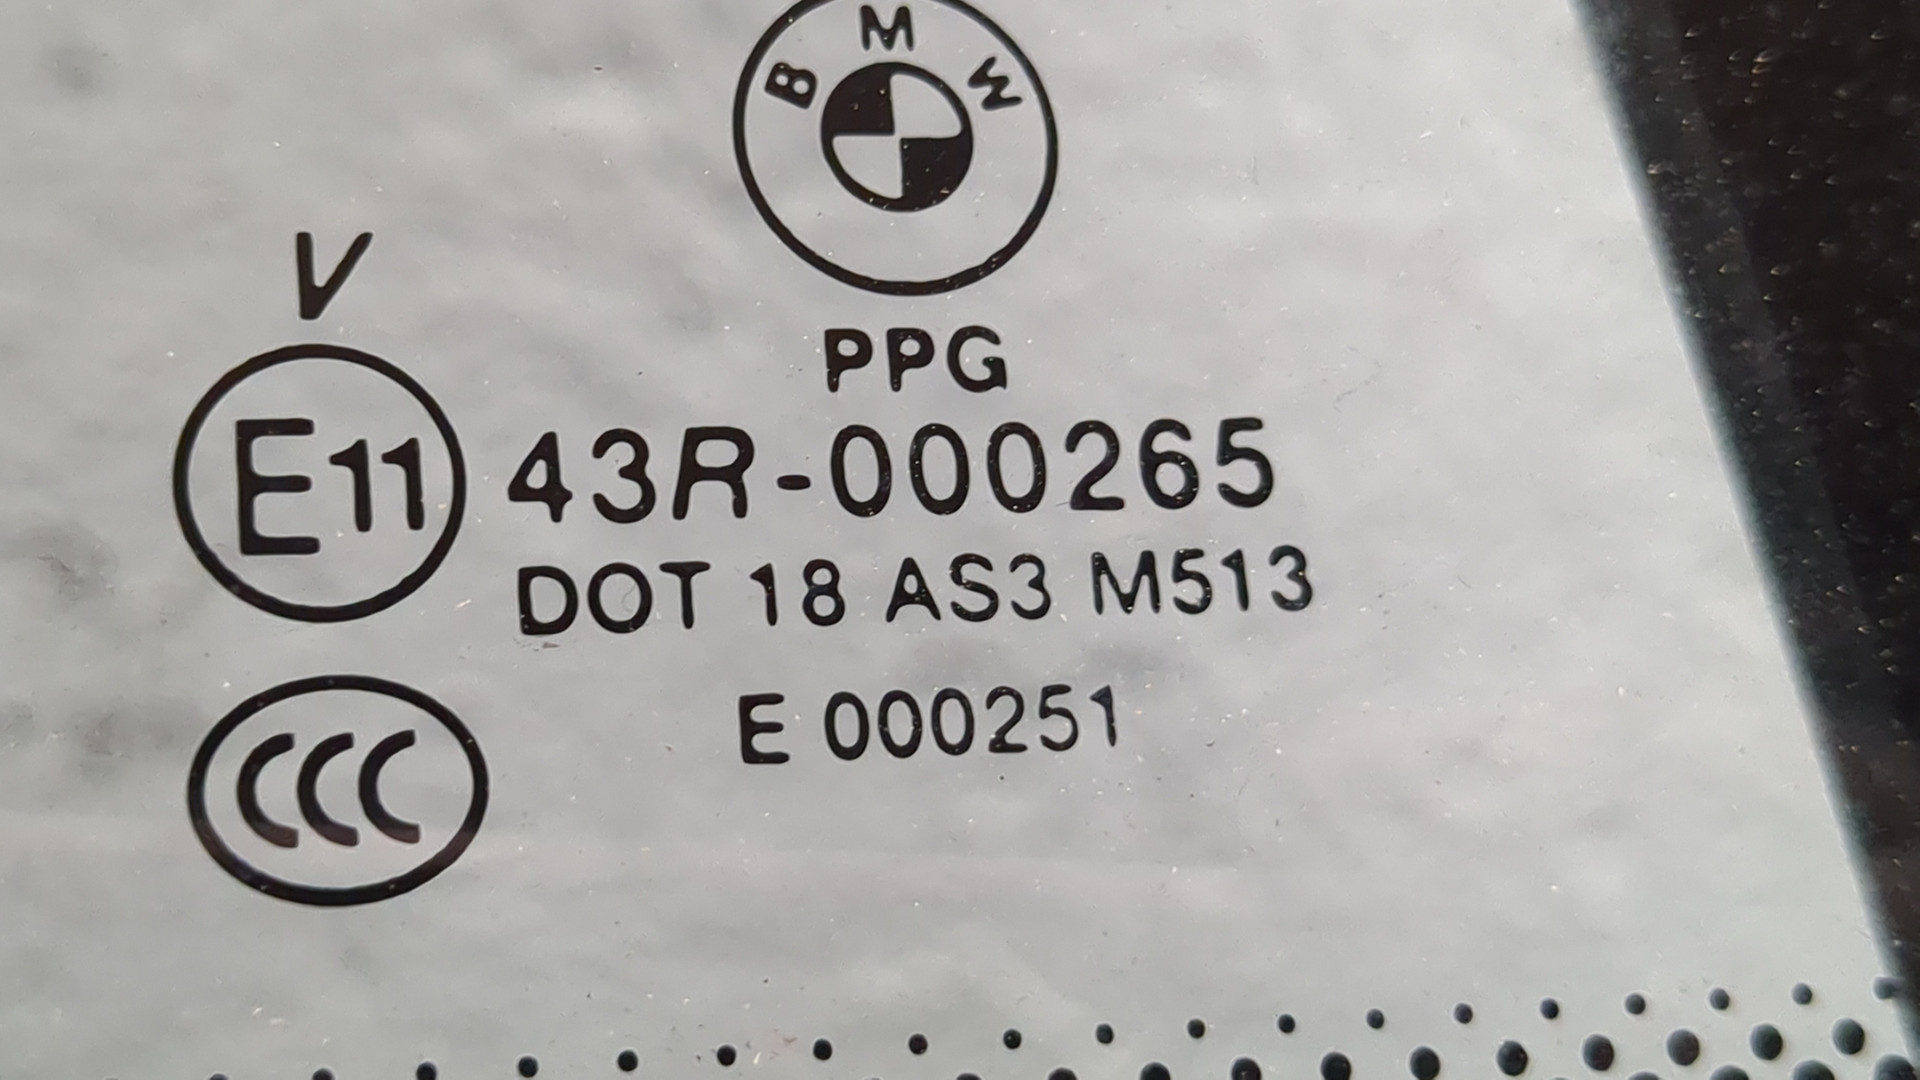 BMW
PPG
V
E11 43R-000265
DOT 18 AS3 M513
E 000251
CCC